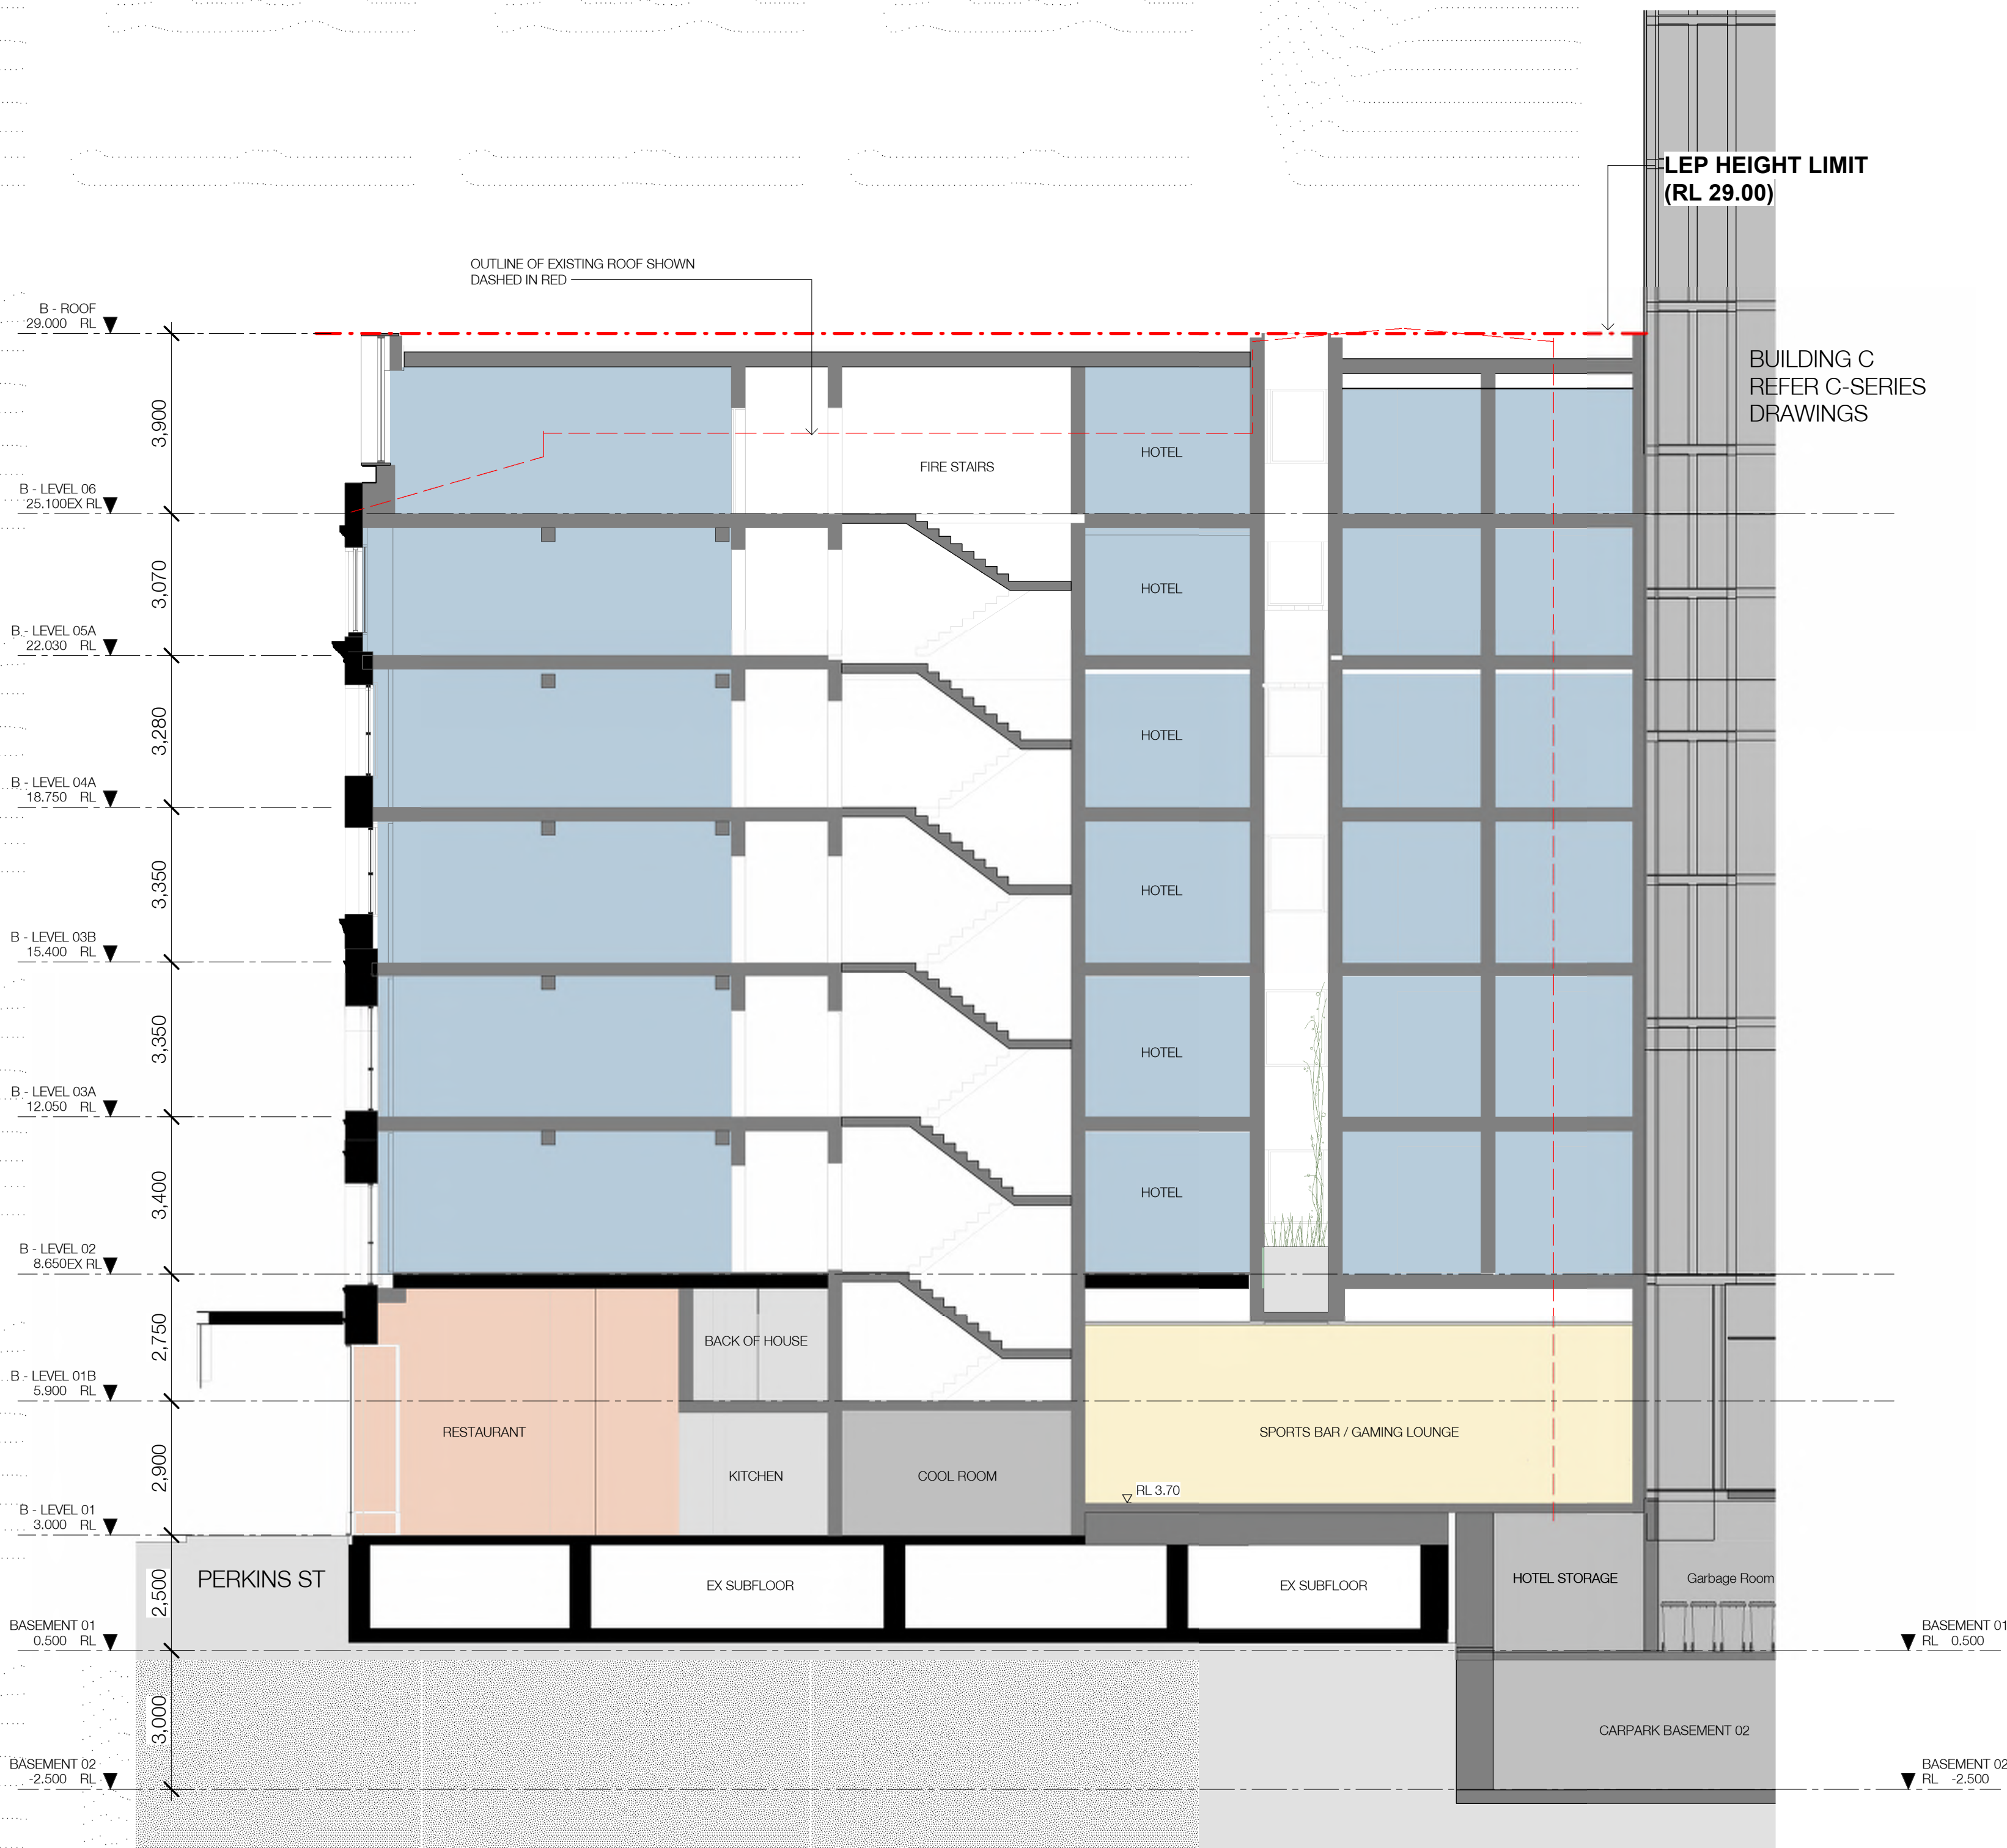 LEP HEIGHT LIMIT
(RL 29.00)
OUTLINE OF EXISTING ROOF SHOWN
DASHED IN RED
B - ROOF
29.000 RL
BUILDING C
REFER C-SERIES
DRAWINGS
3,900
HOTEL
FIRE STAIRS
B - LEVEL 06
25.100EX RL
3,070
HOTEL
B - LEVEL 05A
22.030 RL
3,280
HOTEL
B - LEVEL 04A
18.750 RL
3,350
HOTEL
B - LEVEL 03B
15.400 RL
3,350
HOTEL
B - LEVEL 03A
12.050 RL
3,400
HOTEL
B - LEVEL 02
8.650EX RL
2,750
BACK OF HOUSE
B - LEVEL 01B
5.900 RL
RESTAURANT
SPORTS BAR / GAMING LOUNGE
2,900
KITCHEN
COOL ROOM
RL 3.70
B - LEVEL 01
3.000 RL
PERKINS ST
2,500
EX SUBFLOOR
EX SUBFLOOR
HOTEL STORAGE
Garbage Room
BASEMENT 01
0.500 RL
BASEMENT 01
RL 0.500
3,000
CARPARK BASEMENT 02
BASEMENT 02
-2.500 RL
BASEMENT 02
RL -2.500